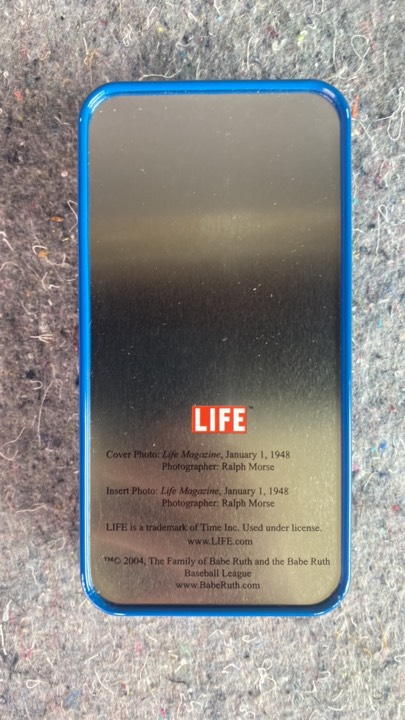 LIFE™
Cover Photo: Life Magazine, January 1, 1948
Photographer: Ralph Morse
Insert Photo: Life Magazine, January 1, 1948
Photographer: Ralph Morse
LIFE is a trademark of Time Inc. Used under license.
www.LIFE.com
™© 2004, The Family of Babe Ruth and the Babe Ruth
Baseball League
www.BabeRuth.com